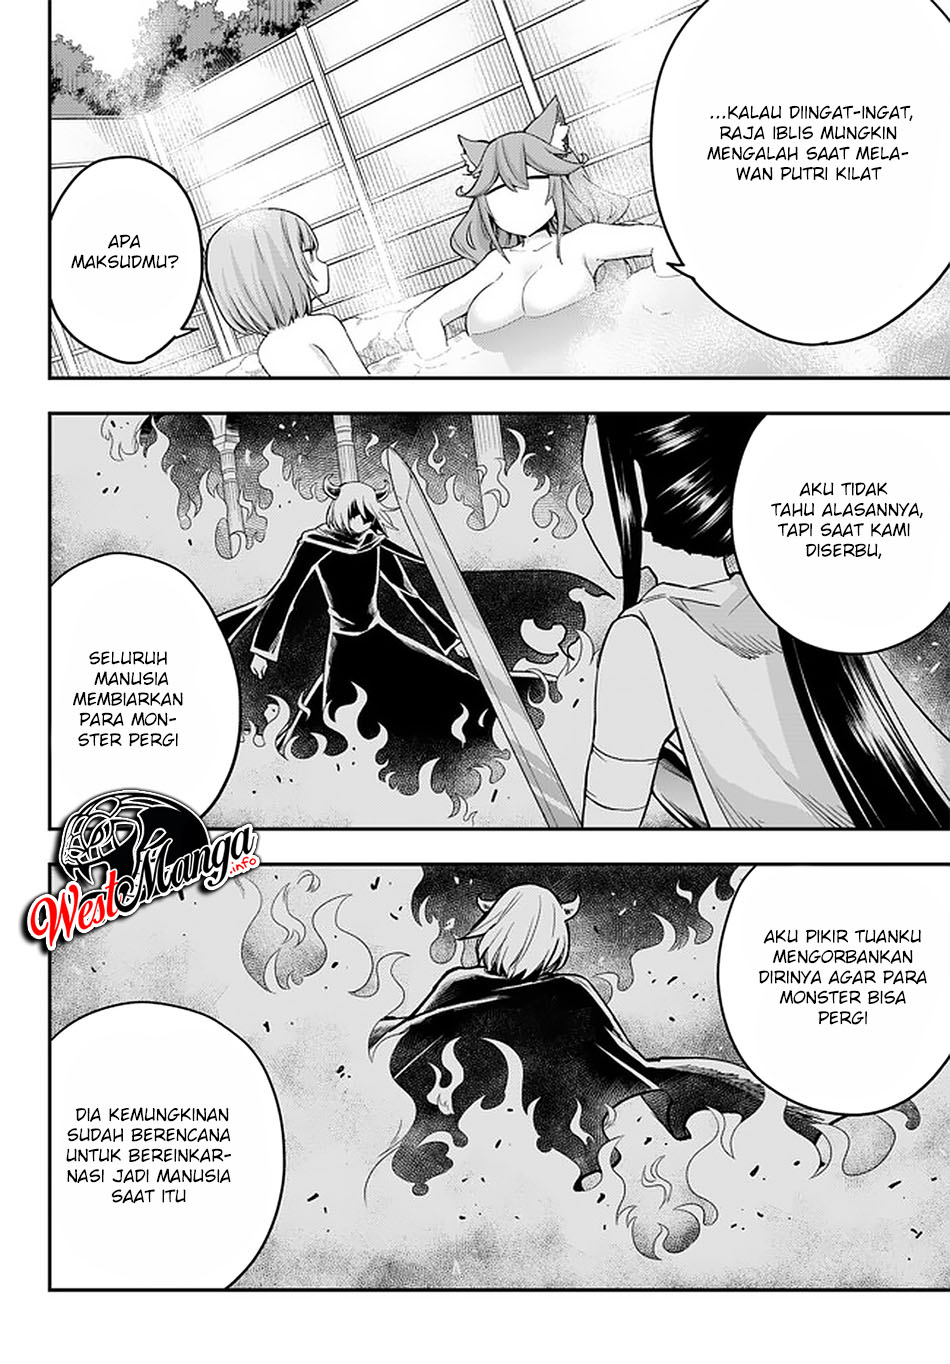 ...KALAU DIINGAT-INGAT,
RAJA IBLIS MUNGKIN
MENGALAH SAAT MELA-
WAN PUTRI KILAT
APA
MAKSUDMU?
AKU TIDAK
TAHU ALASANNYA,
TAPI SAAT KAMI
DISERBU,
SELURUH
MANUSIA
MEMBIARKAN
PARA MON-
STER PERGI
WestManga
.info
AKU PIKIR TUANKU
MENGORBANKAN
DIRINYA AGAR PARA
MONSTER BISA
PERGI
DIA KEMUNGKINAN
SUDAH BERENCANA
UNTUK BEREINKAR-
NASI JADI MANUSIA
SAAT ITU